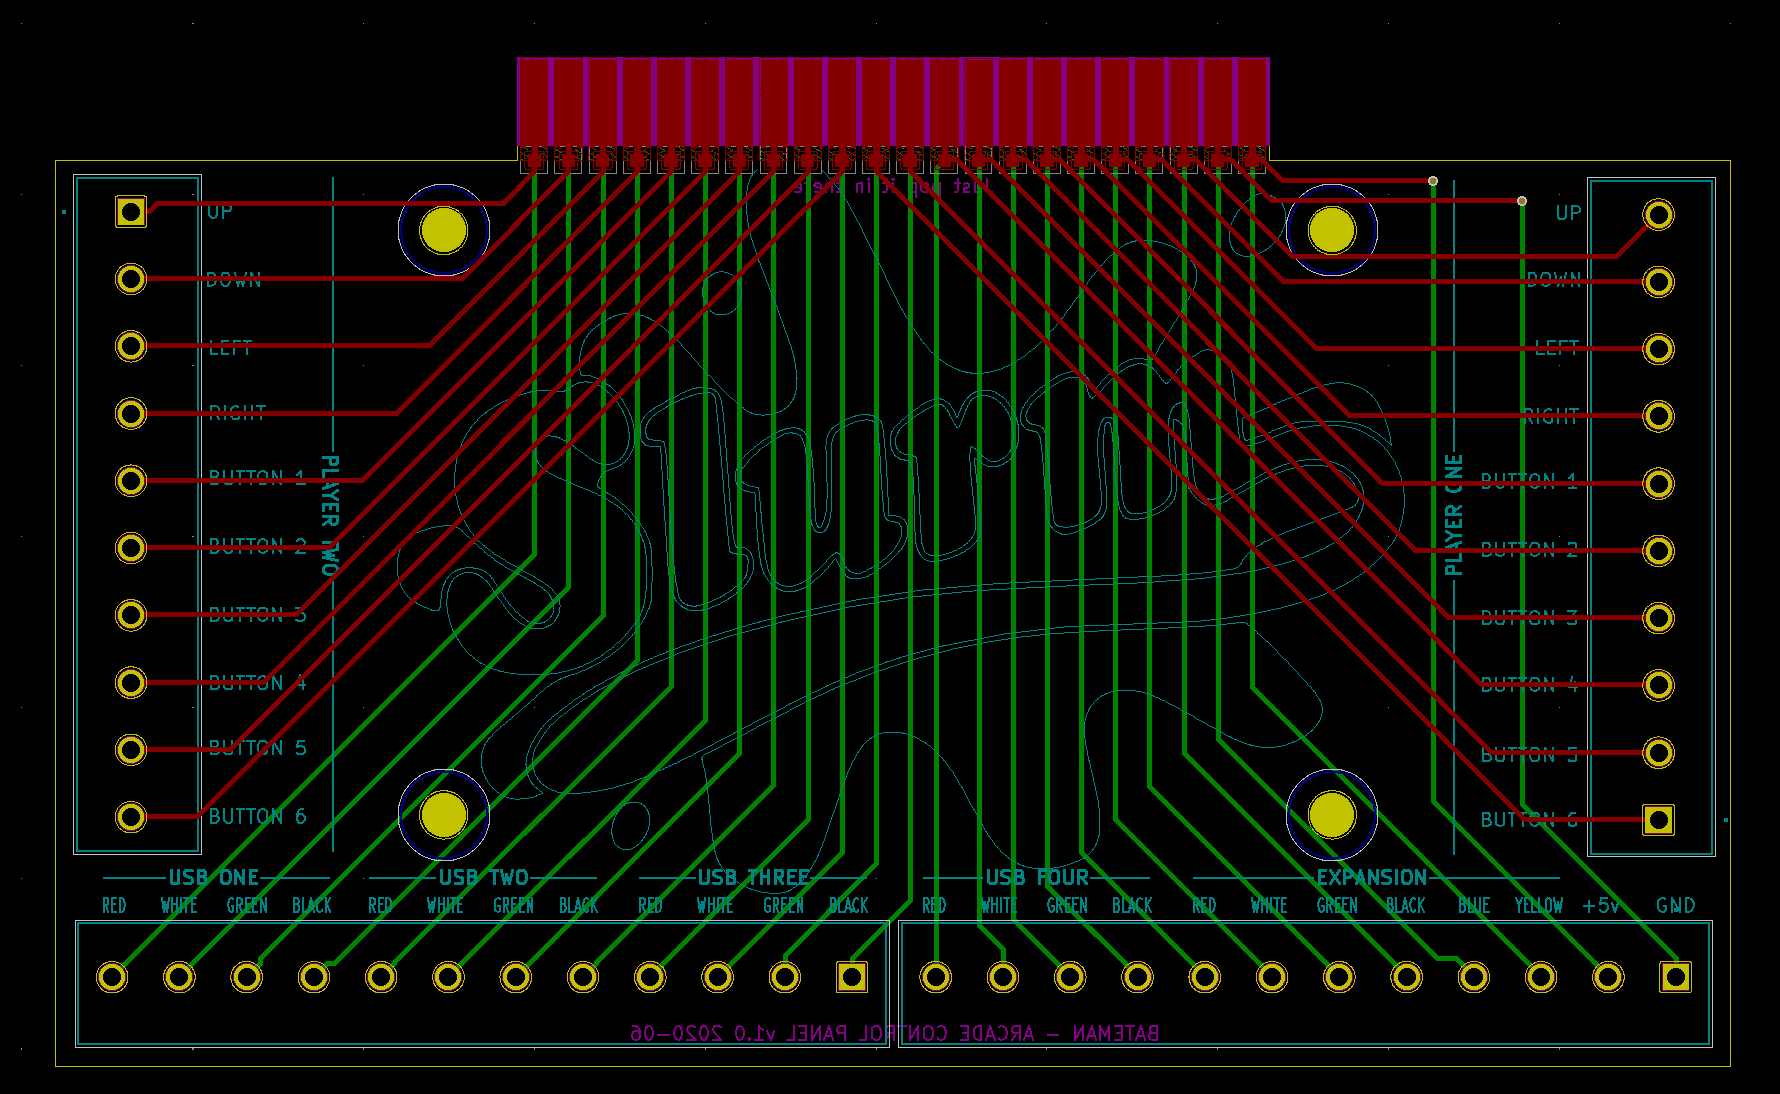 Just pop it in there
UP
DOWN
LEFT
RIGHT
BUTTON 1
BUTTON 2
BUTTON 3
BUTTON 4
BUTTON 5
BUTTON 6
PLAYER TWO
Slurm
PLAYER ONE
UP
DOWN
LEFT
RIGHT
BUTTON 1
BUTTON 2
BUTTON 3
BUTTON 4
BUTTON 5
BUTTON 6
USB ONE USB TWO USB THREE USB FOUR EXPANSION
RED WHITE GREEN BLACK RED WHITE GREEN BLACK RED WHITE GREEN BLACK RED WHITE GREEN BLACK RED WHITE GREEN BLACK BLUE YELLOW +5v GND
BATEMAN - ARCADE CONTROL PANEL v1.0 2020-06